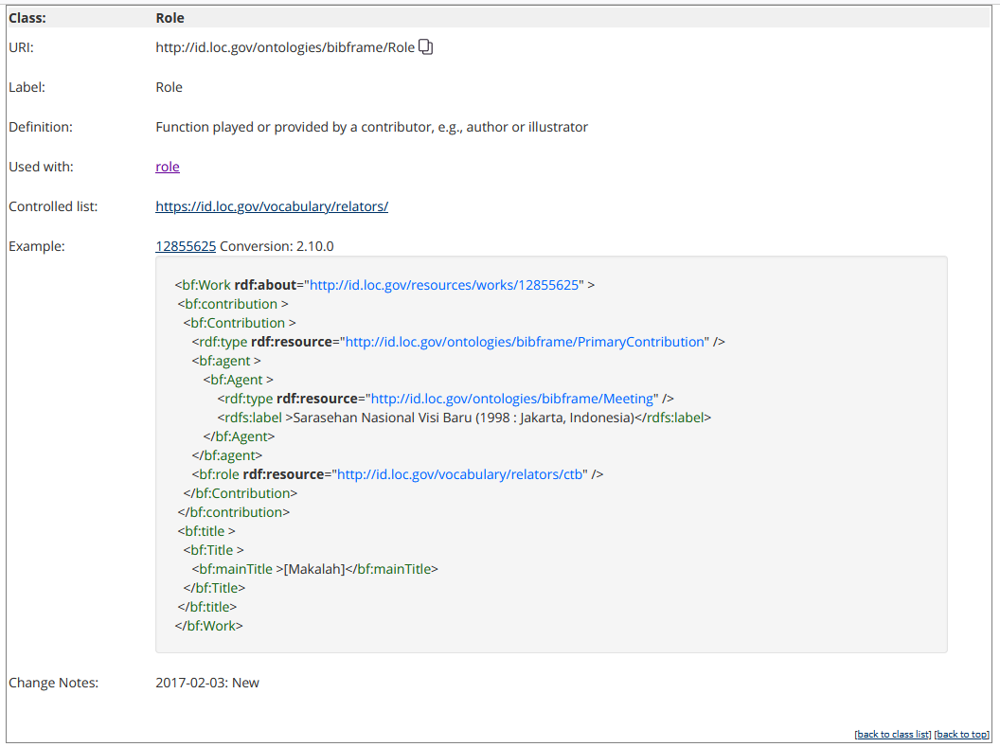 Class: Role
URI: http://id.loc.gov/ontologies/bibframe/Role
Label: Role
Definition: Function played or provided by a contributor, e.g., author or illustrator
Used with: role
Controlled list: https://id.loc.gov/vocabulary/relators/
Example: 12855625 Conversion: 2.10.0
<bf:Work rdf:about="http://id.loc.gov/resources/works/12855625" >
<bf:contribution >
<bf:Contribution >
<rdf:type rdf:resource="http://id.loc.gov/ontologies/bibframe/PrimaryContribution" />
<bf:agent >
<bf:Agent >
<rdf:type rdf:resource="http://id.loc.gov/ontologies/bibframe/Meeting" />
<rdfs:label >Sarasehan Nasional Visi Baru (1998 : Jakarta, Indonesia)</rdfs:label>
</bf:Agent>
</bf:agent>
<bf:role rdf:resource="http://id.loc.gov/vocabulary/relators/ctb" />
</bf:Contribution>
</bf:contribution>
<bf:title >
<bf:Title >
<bf:mainTitle >[Makalah]</bf:mainTitle>
</bf:Title>
</bf:title>
</bf:Work>
Change Notes: 2017-02-03: New
[back to class list] [back to top]